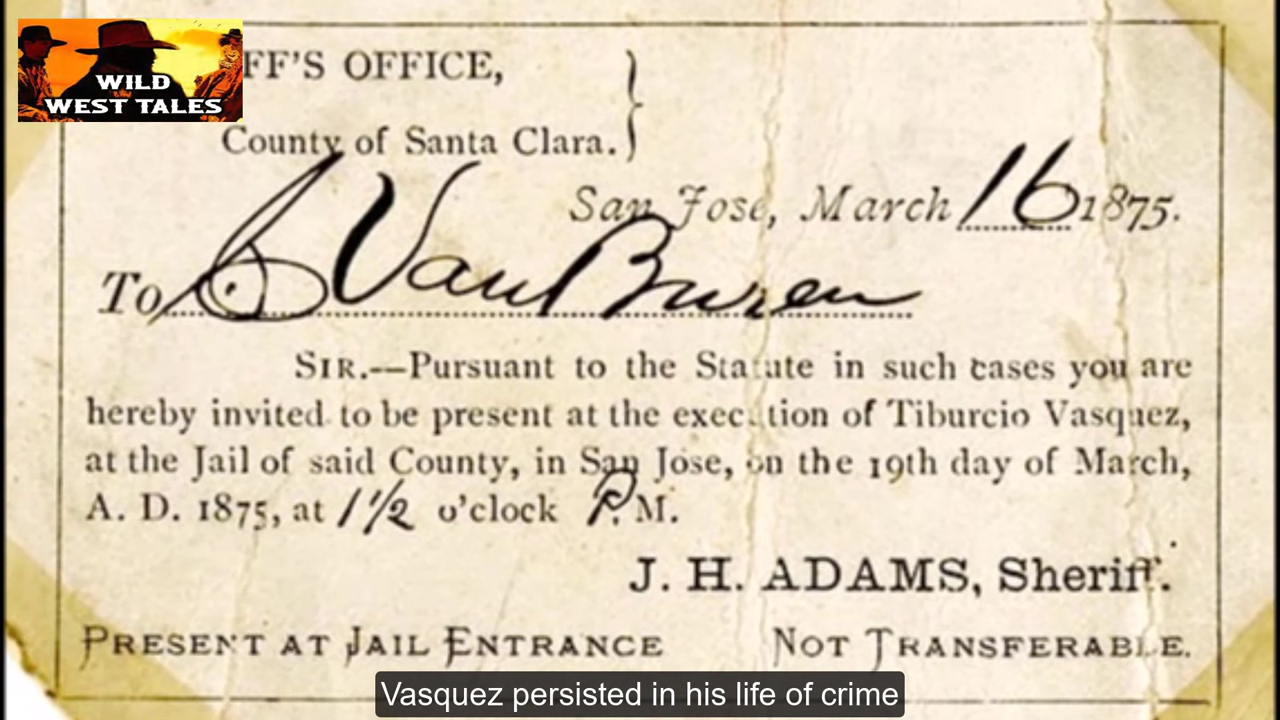 WILD
WEST TALES
FF'S OFFICE,
County of Santa Clara.
San Jose, March 16 1875.
To C Van Buren
SIR.—Pursuant to the Statute in such cases you are
hereby invited to be present at the execution of Tiburcio Vasquez,
at the Jail of said County, in San Jose, on the 19th day of March,
A. D. 1875, at 1 1/2 o'clock P.M.
J. H. ADAMS, Sheriff.
PRESENT AT JAIL ENTRANCE NOT TRANSFERABLE.
Vasquez persisted in his life of crime